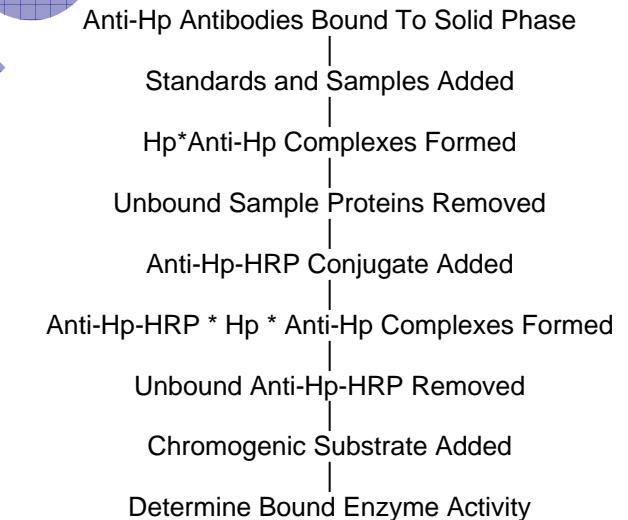 Anti-Hp Antibodies Bound To Solid Phase
Standards and Samples Added
Hp*Anti-Hp Complexes Formed
Unbound Sample Proteins Removed
Anti-Hp-HRP Conjugate Added
Anti-Hp-HRP * Hp * Anti-Hp Complexes Formed
Unbound Anti-Hp-HRP Removed
Chromogenic Substrate Added
Determine Bound Enzyme Activity